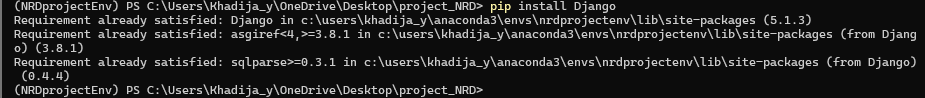 (NRDprojectEnv) PS C:\Users\Khadija_y\OneDrive\Desktop\project_NRD> pip install Django
Requirement already satisfied: Django in c:\users\khadija_y\anaconda3\envs\nrdprojectenv\lib\site-packages (5.1.3)
Requirement already satisfied: asgiref<4,>=3.8.1 in c:\users\khadija_y\anaconda3\envs\nrdprojectenv\lib\site-packages (from Djang
o) (3.8.1)
Requirement already satisfied: sqlparse>=0.3.1 in c:\users\khadija_y\anaconda3\envs\nrdprojectenv\lib\site-packages (from Django)
 (0.4.4)
(NRDprojectEnv) PS C:\Users\Khadija_y\OneDrive\Desktop\project_NRD>